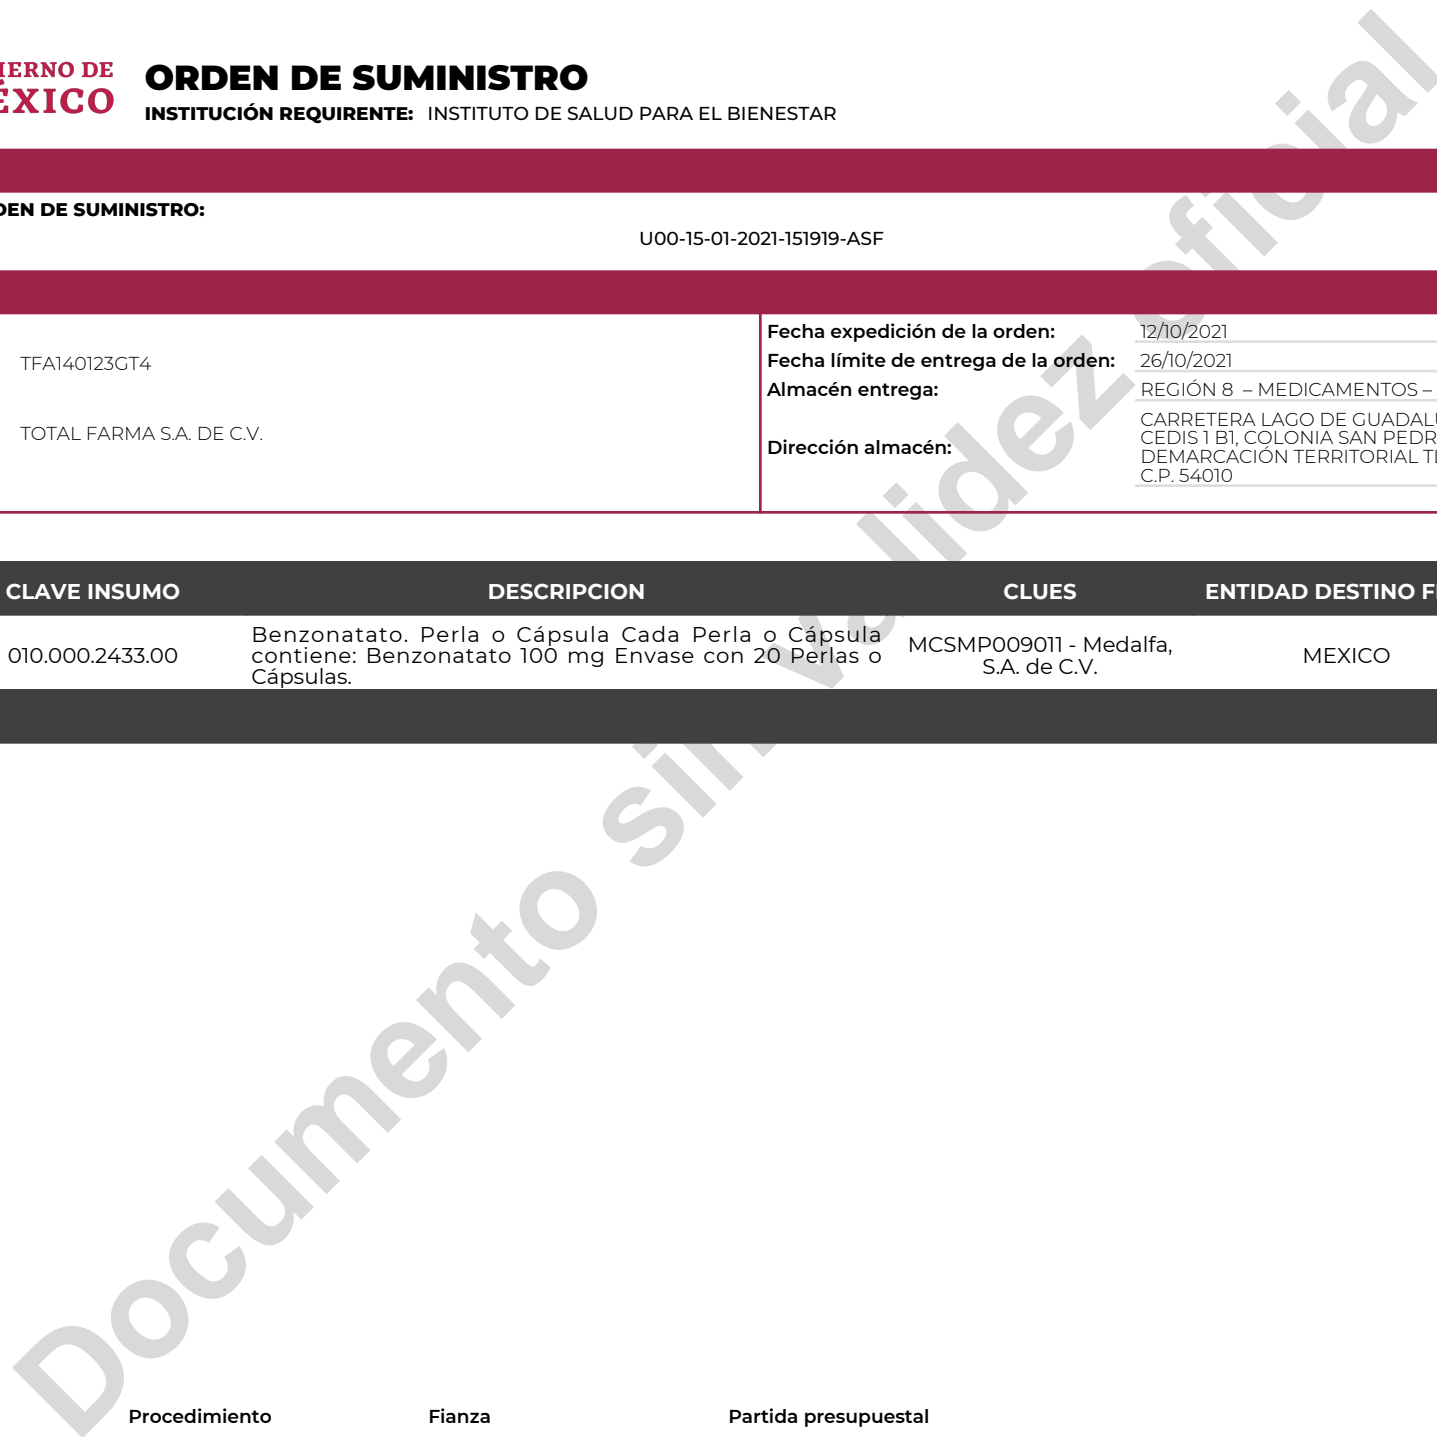 IERNO DE
ÉXICO
ORDEN DE SUMINISTRO
INSTITUCIÓN REQUIRENTE: INSTITUTO DE SALUD PARA EL BIENESTAR
DEN DE SUMINISTRO:
U00-15-01-2021-151919-ASF
TFA140123GT4
TOTAL FARMA S.A. DE C.V.
Fecha expedición de la orden: 12/10/2021
Fecha límite de entrega de la orden: 26/10/2021
Almacén entrega: REGIÓN 8 – MEDICAMENTOS –
Dirección almacén:
CARRETERA LAGO DE GUADALU
CEDIS 1 B1, COLONIA SAN PEDR
DEMARCACIÓN TERRITORIAL TL
C.P. 54010
CLAVE INSUMO DESCRIPCION CLUES ENTIDAD DESTINO F
010.000.2433.00
Benzonatato. Perla o Cápsula Cada Perla o Cápsula
contiene: Benzonatato 100 mg Envase con 20 Perlas o
Cápsulas.
MCSMP009011 - Medalfa,
S.A. de C.V.
MEXICO
Documento sin validez oficial
Procedimiento Fianza Partida presupuestal